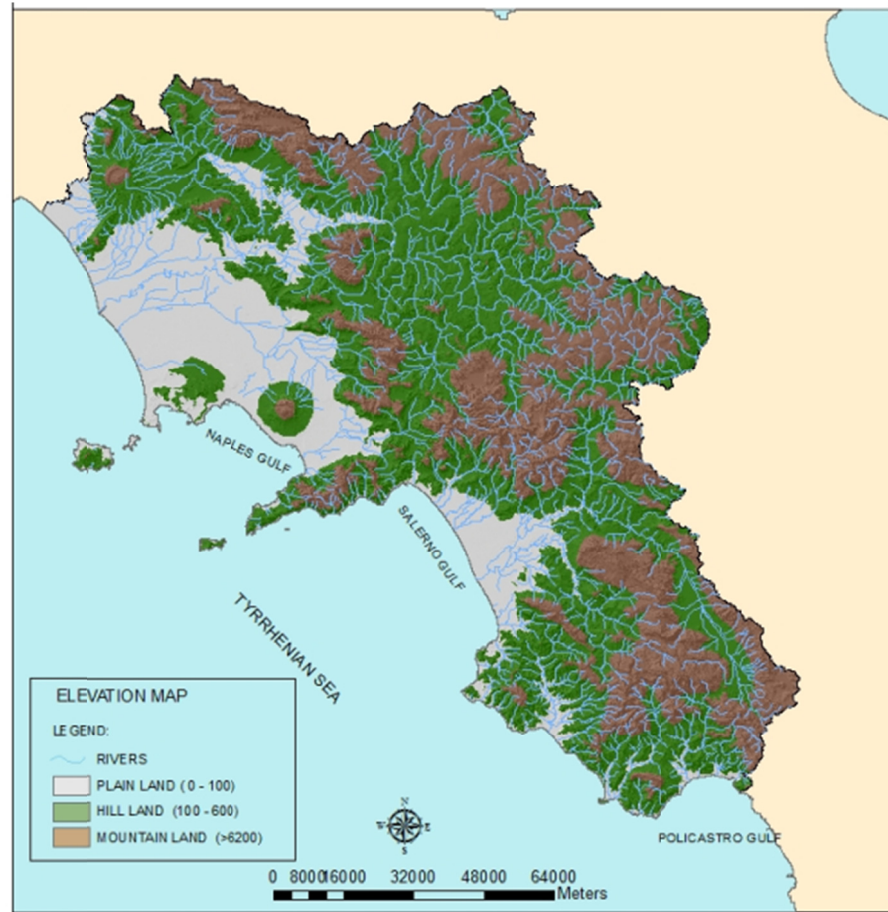 NAPLES GULF
SALERNO GULF
TYRRHENIAN SEA
ELEVATION MAP
LEGEND:
RIVERS
PLAIN LAND (0 - 100)
HILL LAND (100 - 600)
MOUNTAIN LAND (>6200)
N
W E
S
POLICASTRO GULF
0 8000 16000 32000 48000 64000
Meters